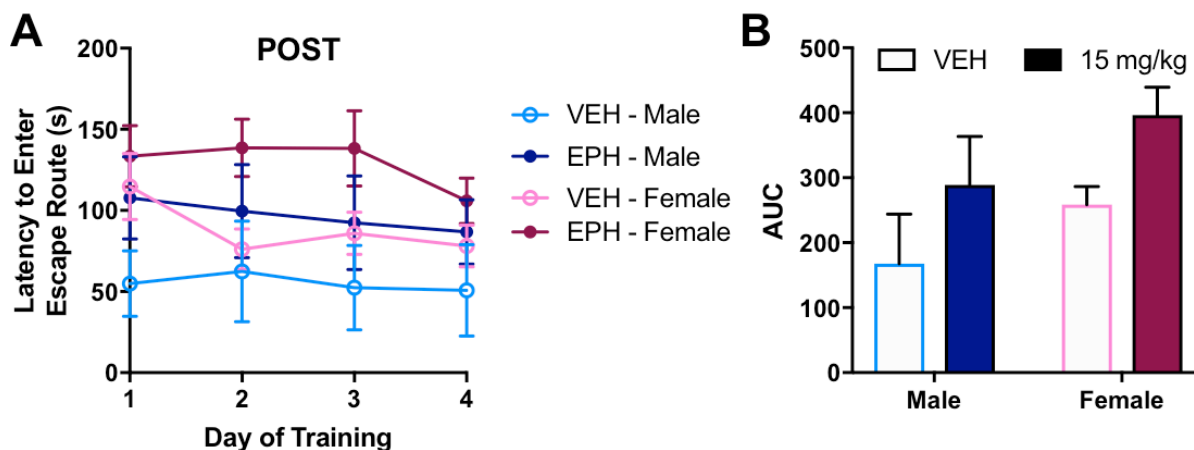 A
POST
200
150
100
50
0
Latency to Enter
Escape Route (s)
1 2 3 4
Day of Training
VEH - Male
EPH - Male
VEH - Female
EPH - Female
B
VEH 15 mg/kg
500
400
300
200
100
0
AUC
Male Female